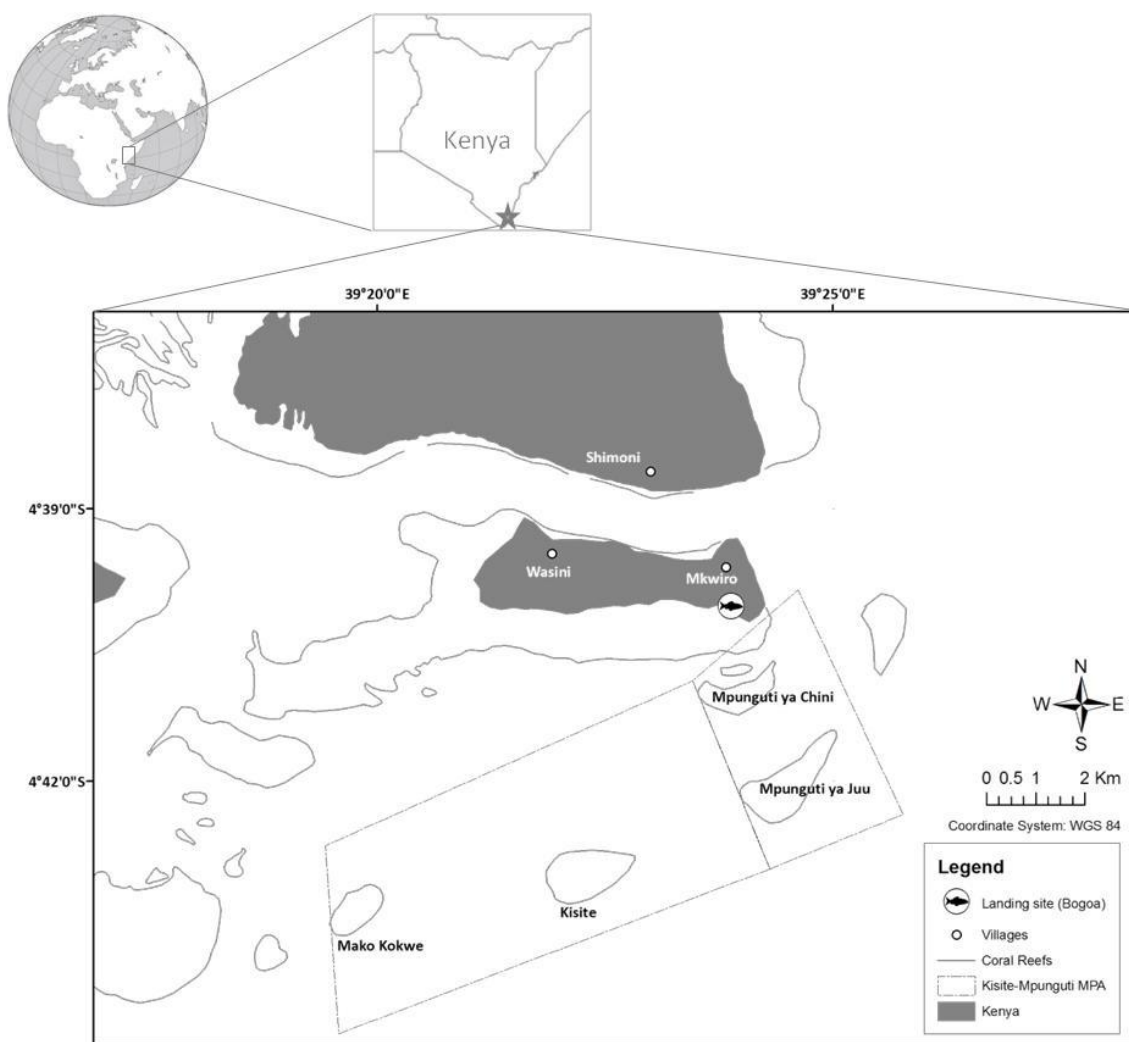 Kenya
39°20'0"E
39°25'0"E
Shimoni
4°39'0"S
Wasini
Mkwiro
Mpunguti ya Chini
N
W E
S
4°42'0"S
Mpunguti ya Juu
0 0.5 1 2 Km
Coordinate System: WGS 84
Kisite
Mako Kokwe
Legend
Landing site (Bogoa)
Villages
Coral Reefs
Kisite-Mpunguti MPA
Kenya